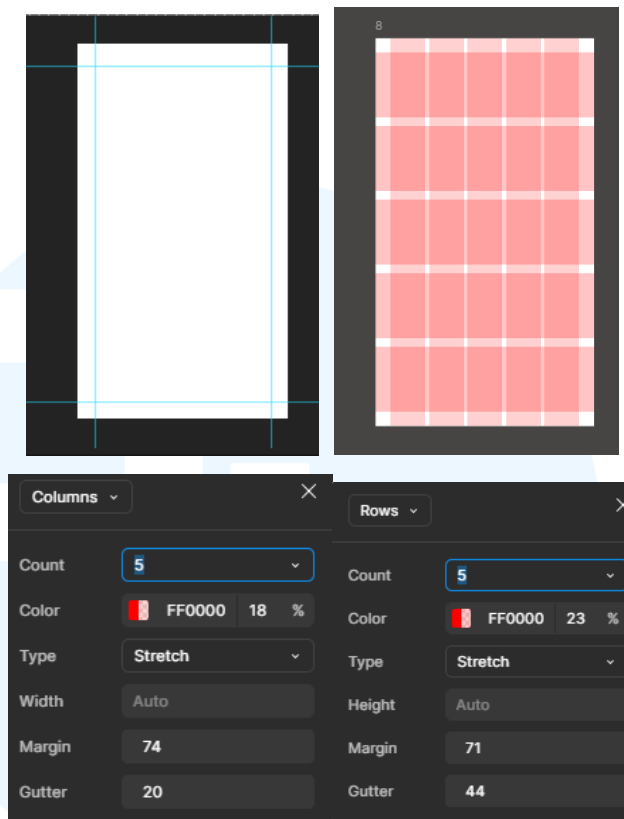 8
Columns
Count 5
Color FF0000 18 %
Type Stretch
Width Auto
Margin 74
Gutter 20
Rows
Count 5
Color FF0000 23 %
Type Stretch
Height Auto
Margin 71
Gutter 44